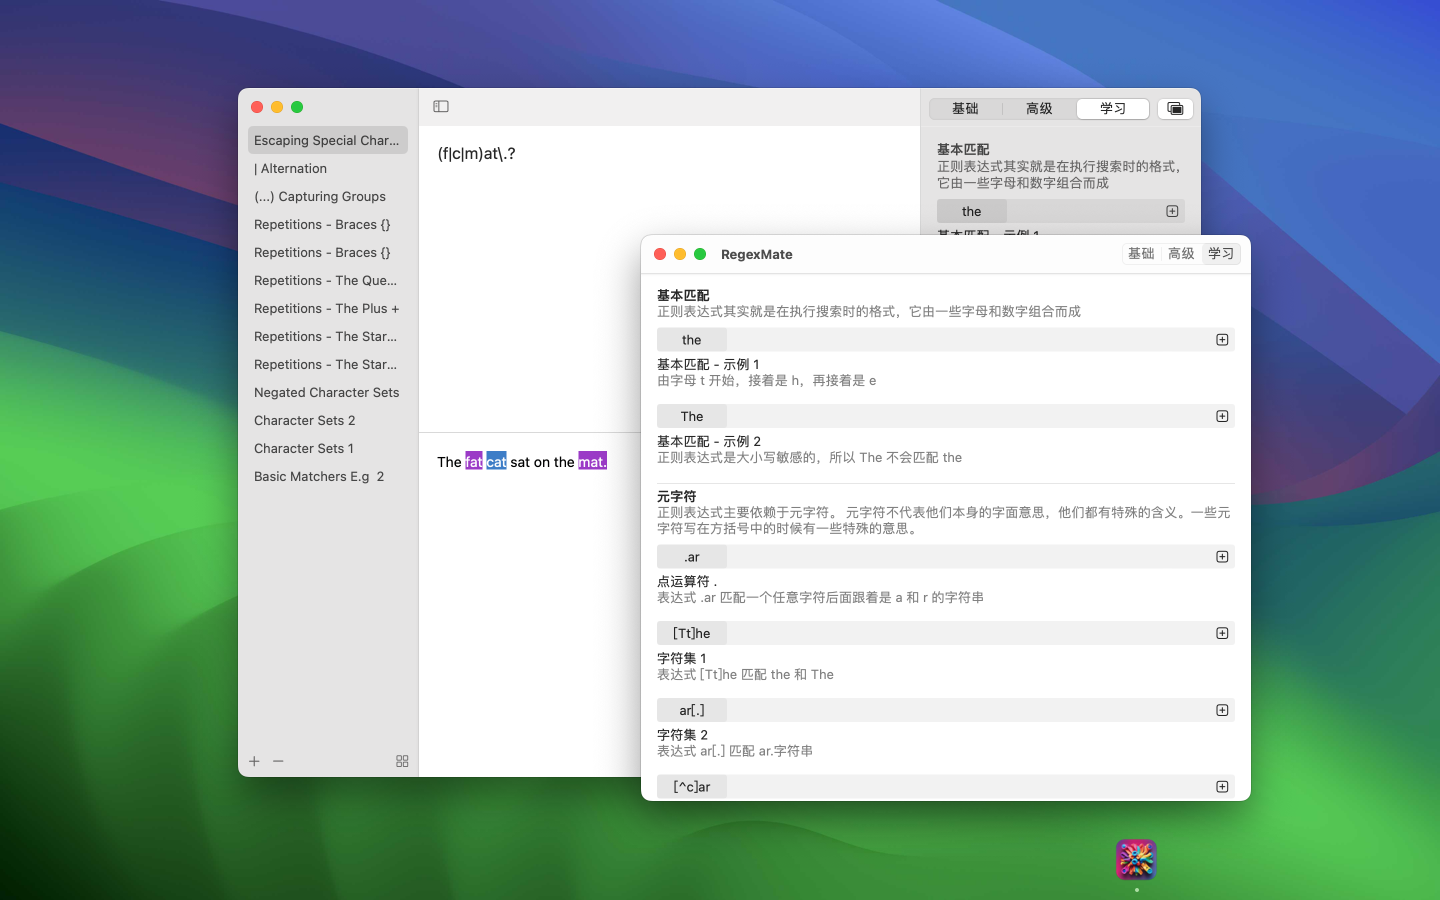 Escaping Special Char...
| Alternation
(...) Capturing Groups
Repetitions - Braces {}
Repetitions - Braces {}
Repetitions - The Que...
Repetitions - The Plus +
Repetitions - The Star...
Repetitions - The Star...
Negated Character Sets
Character Sets 2
Character Sets 1
Basic Matchers E.g  2
(f|c|m)at\.?
The fat cat sat on the mat.
基础 高级 学习
基本匹配
正则表达式其实就是在执行搜索时的格式，
它由一些字母和数字组合而成
the
基本匹配 - 示例 1
RegexMate
基础 高级 学习
基本匹配
正则表达式其实就是在执行搜索时的格式，它由一些字母和数字组合而成
the
基本匹配 - 示例 1
由字母 t 开始，接着是 h，再接着是 e
The
基本匹配 - 示例 2
正则表达式是大小写敏感的，所以 The 不会匹配 the
元字符
正则表达式主要依赖于元字符。 元字符不代表他们本身的字面意思，他们都有特殊的含义。一些元
字符写在方括号中的时候有一些特殊的意思。
.ar
点运算符 .
表达式 .ar 匹配一个任意字符后面跟着是 a 和 r 的字符串
[Tt]he
字符集 1
表达式 [Tt]he 匹配 the 和 The
ar[.]
字符集 2
表达式 ar[.] 匹配 ar.字符串
[^c]ar